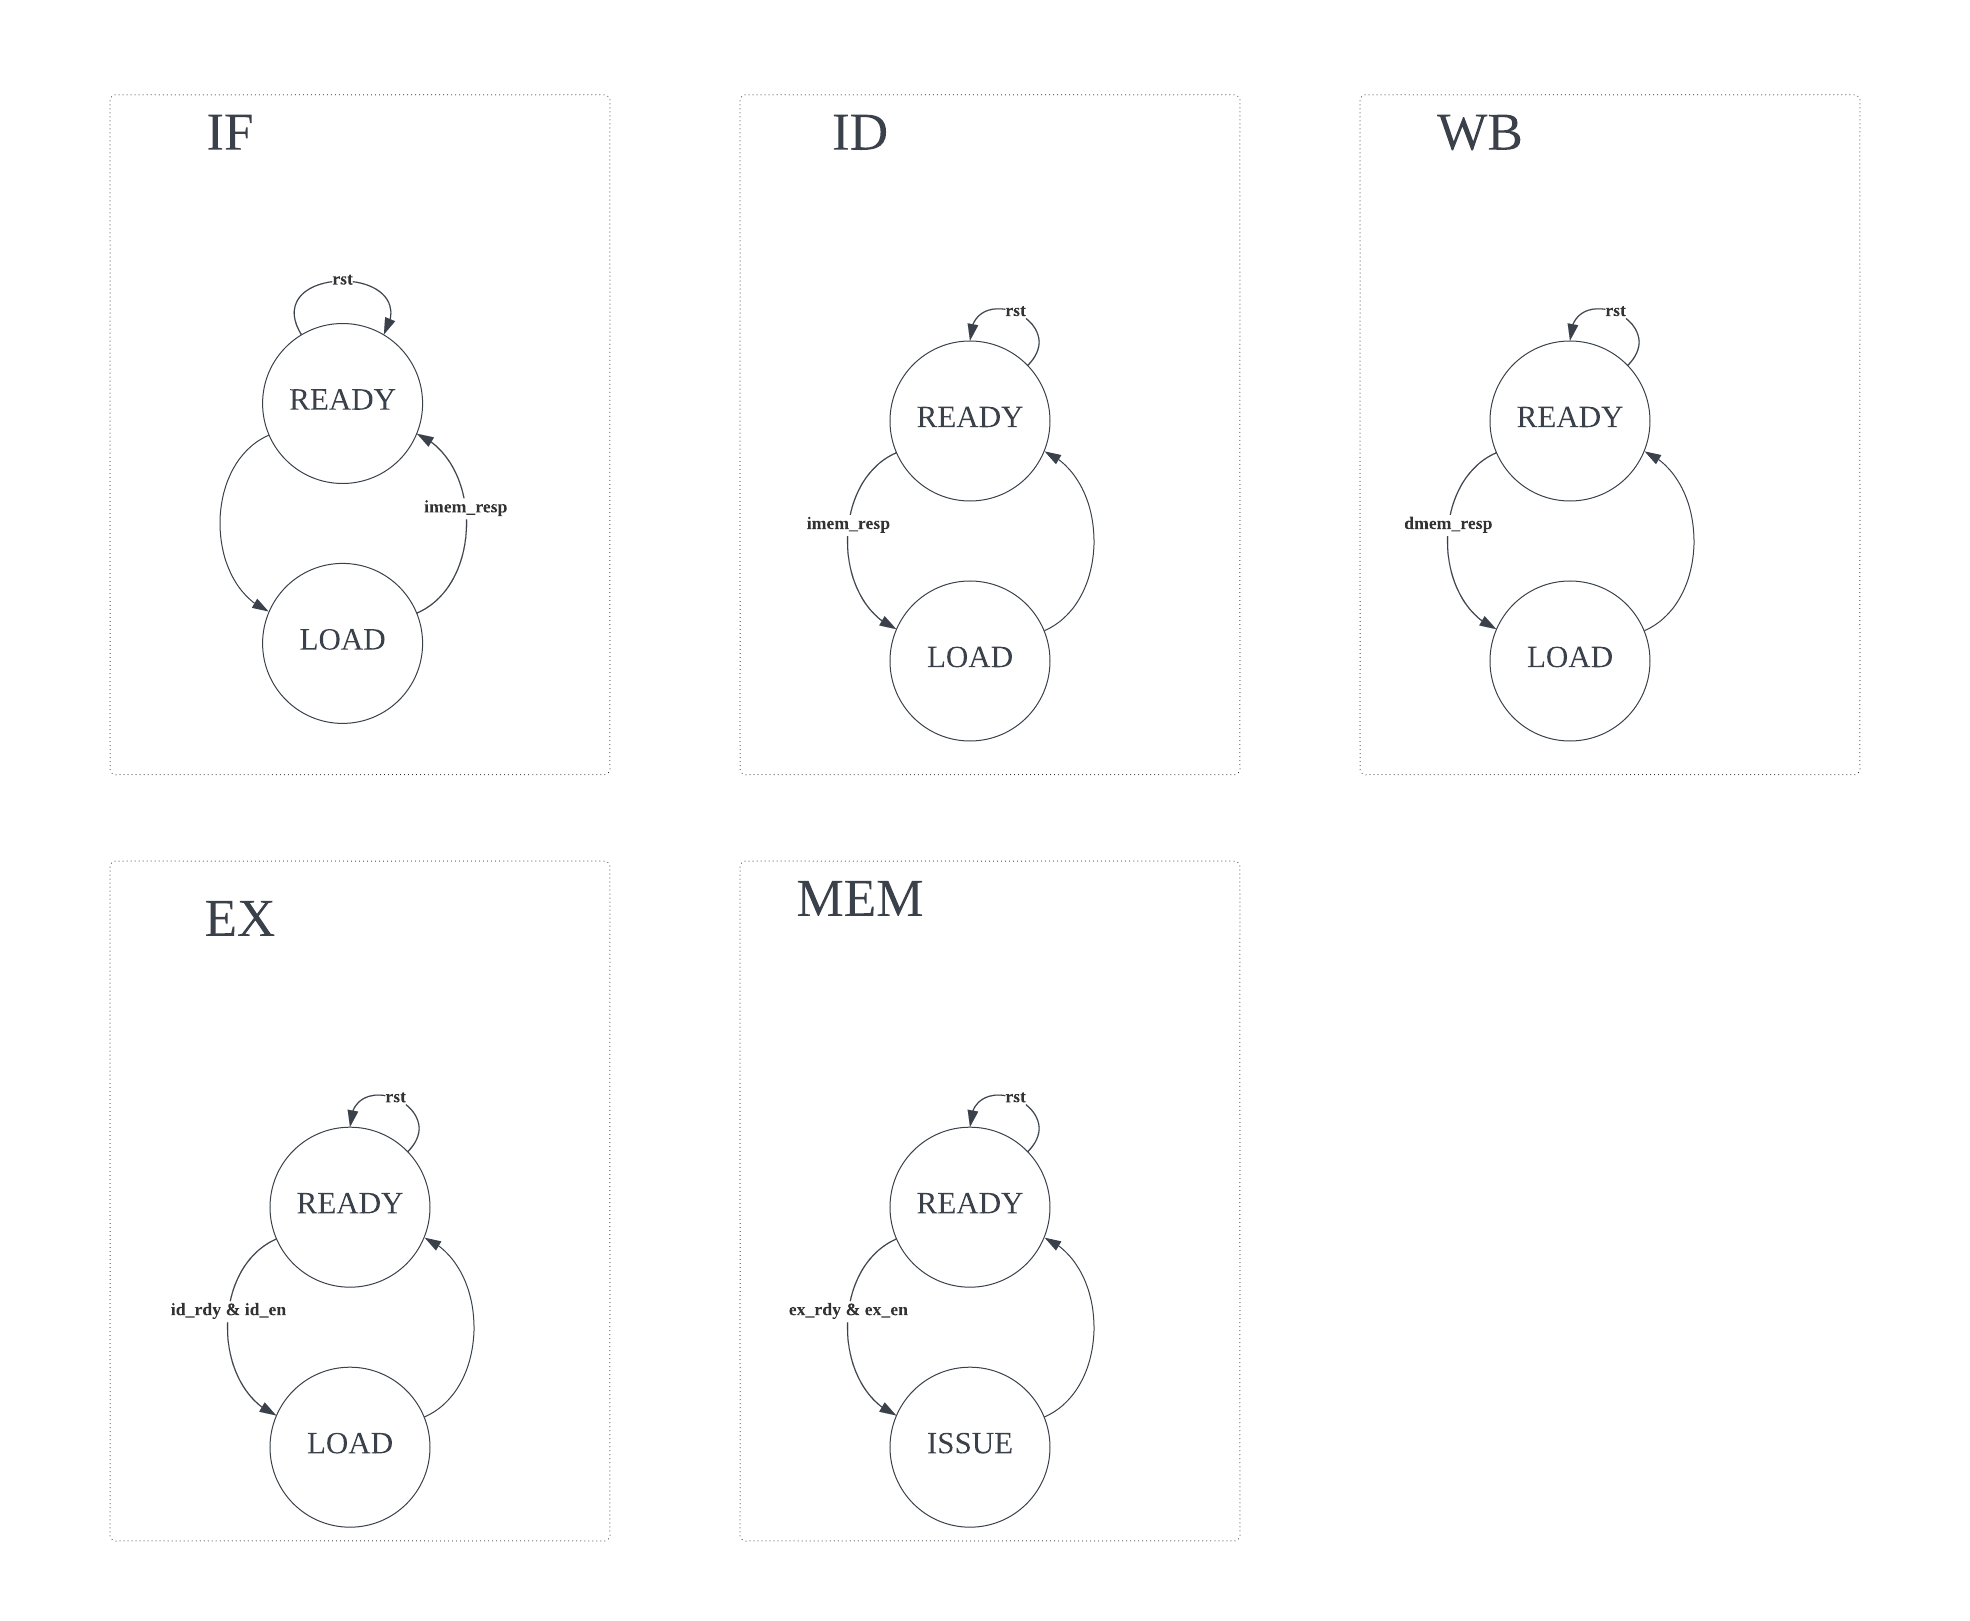 IF
rst
READY
imem_resp
LOAD
ID
rst
READY
imem_resp
LOAD
WB
rst
READY
dmem_resp
LOAD
EX
rst
READY
id_rdy & id_en
LOAD
MEM
rst
READY
ex_rdy & ex_en
ISSUE